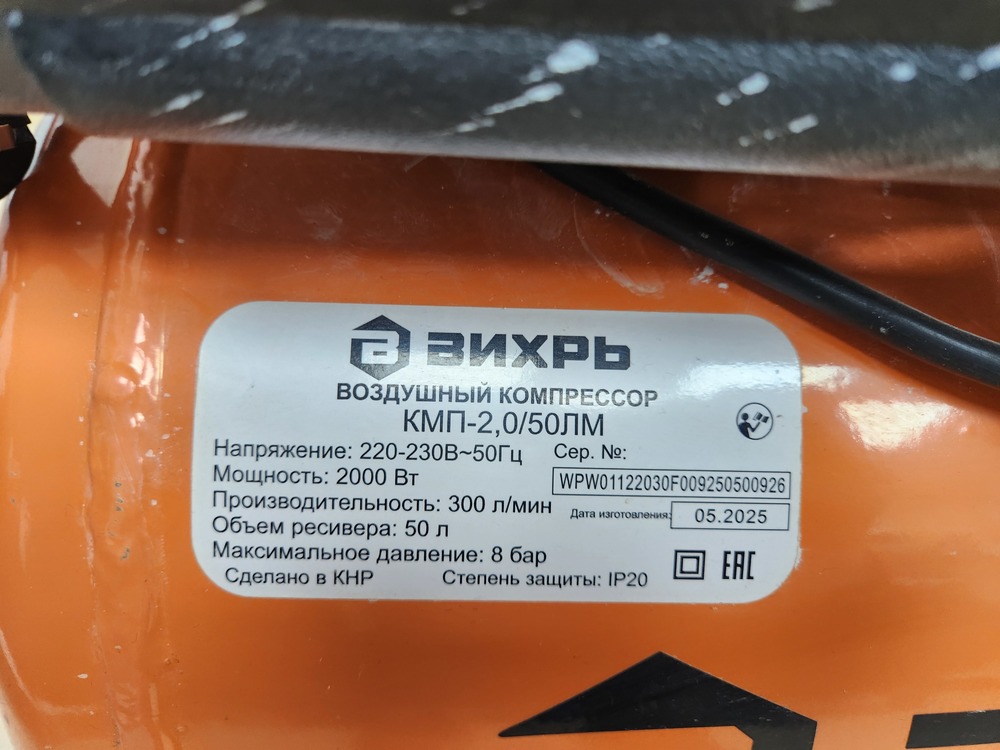 ВИХРЬ
ВОЗДУШНЫЙ КОМПРЕССОР
КМП-2,0/50ЛМ
Напряжение: 220-230В~50Гц
Мощность: 2000 Вт
Производительность: 300 л/мин
Объем ресивера: 50 л
Максимальное давление: 8 бар
Сделано в КНР
Степень защиты: IP20
Сер. №:
WPW01122030F009250500926
Дата изготовления:
05.2025
EAC